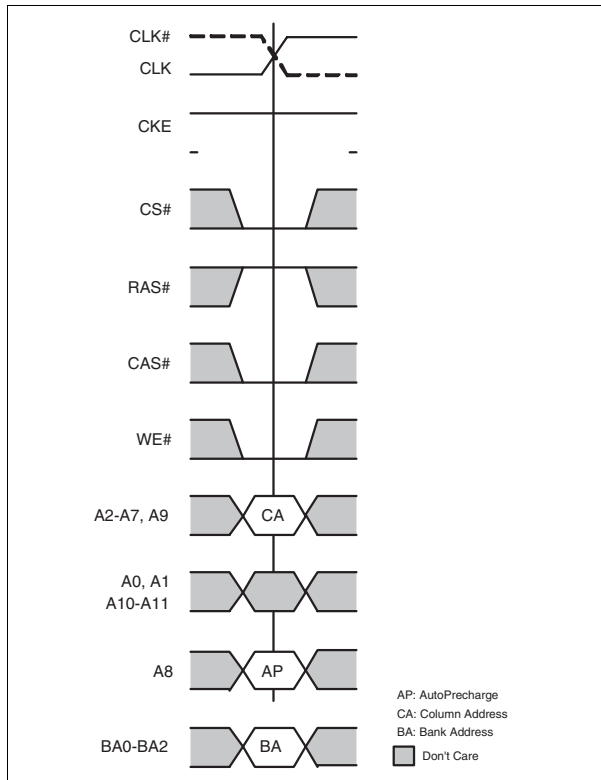 CLK#
CLK
CKE
CS#
RAS#
CAS#
WE#
A2-A7, A9
CA
A0, A1
A10-A11
A8
AP
BA0-BA2
BA
AP: AutoPrecharge
CA: Column Address
BA: Bank Address
Don't Care